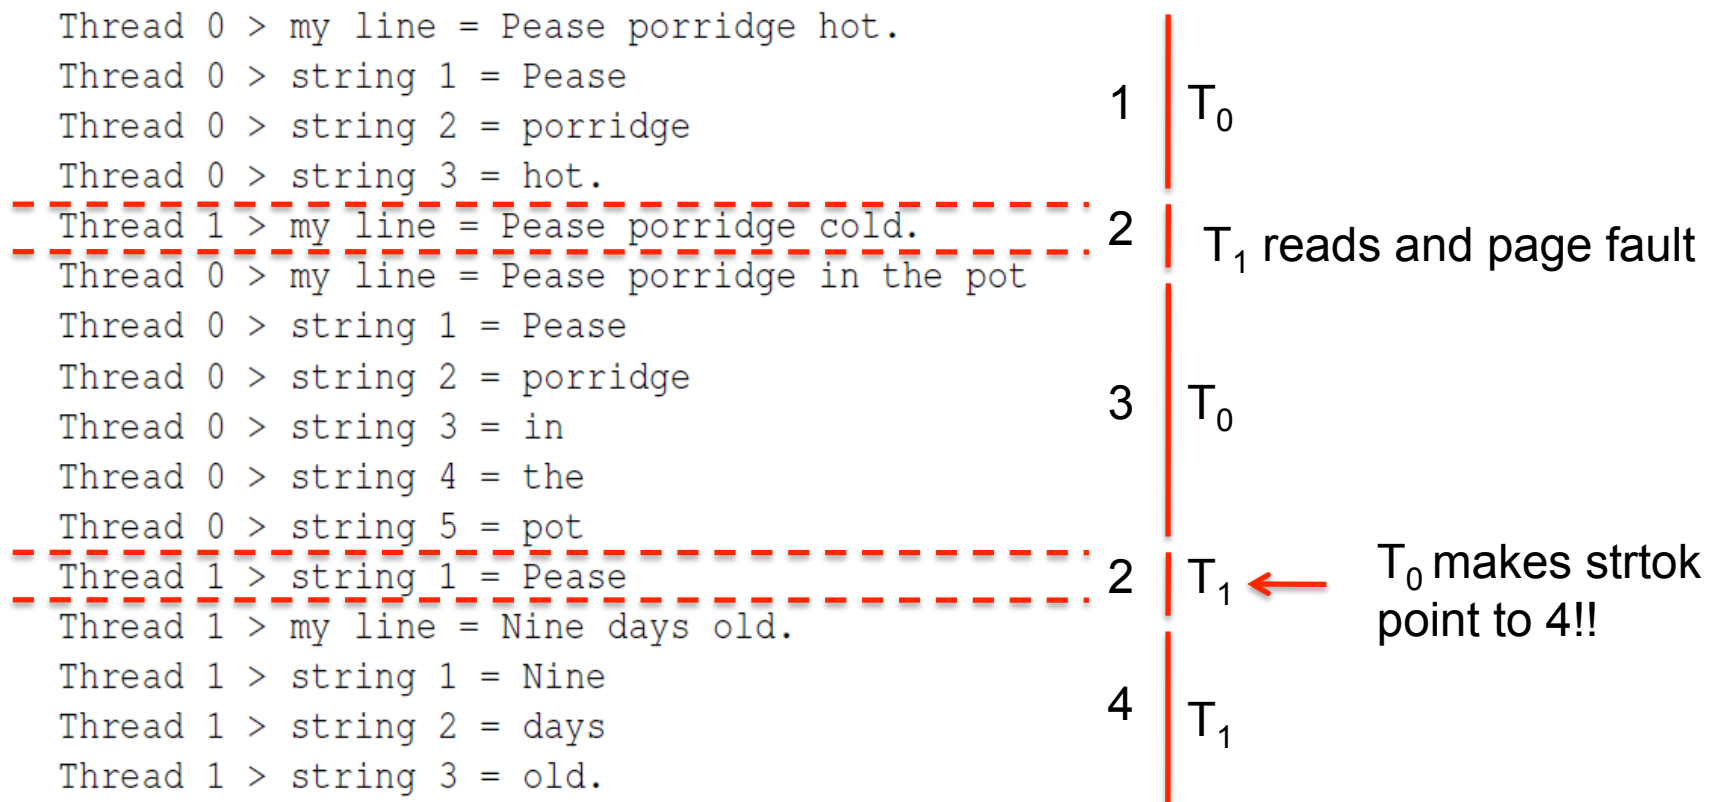 Thread 0 > my line = Pease porridge hot.
Thread 0 > string 1 = Pease
Thread 0 > string 2 = porridge
Thread 0 > string 3 = hot.
Thread 1 > my line = Pease porridge cold.
Thread 0 > my line = Pease porridge in the pot
Thread 0 > string 1 = Pease
Thread 0 > string 2 = porridge
Thread 0 > string 3 = in
Thread 0 > string 4 = the
Thread 0 > string 5 = pot
Thread 1 > string 1 = Pease
Thread 1 > my line = Nine days old.
Thread 1 > string 1 = Nine
Thread 1 > string 2 = days
Thread 1 > string 3 = old.
1 T0
2 T1 reads and page fault
3 T0
2 T1
T0 makes strtok
point to 4!!
4 T1